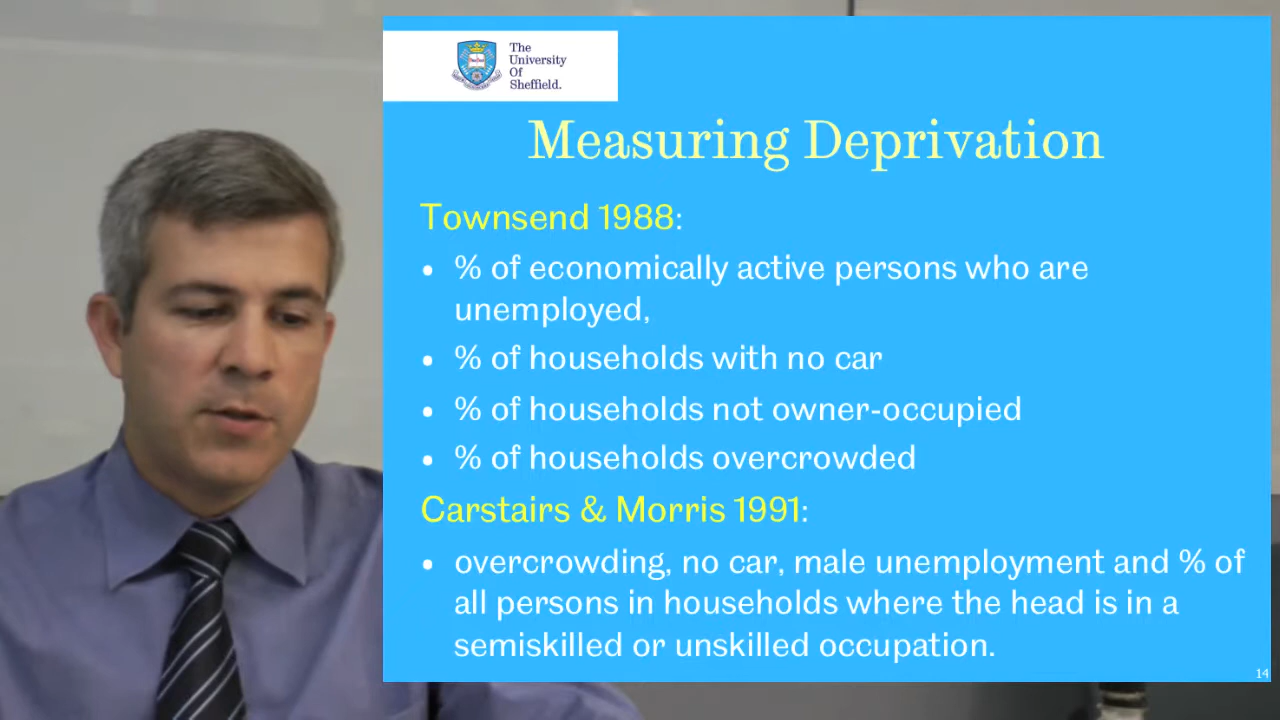 The
University
Of
Sheffield.
Measuring Deprivation
Townsend 1988:
• % of economically active persons who are
unemployed,
• % of households with no car
• % of households not owner-occupied
• % of households overcrowded
Carstairs & Morris 1991:
• overcrowding, no car, male unemployment and % of
all persons in households where the head is in a
semiskilled or unskilled occupation.
14